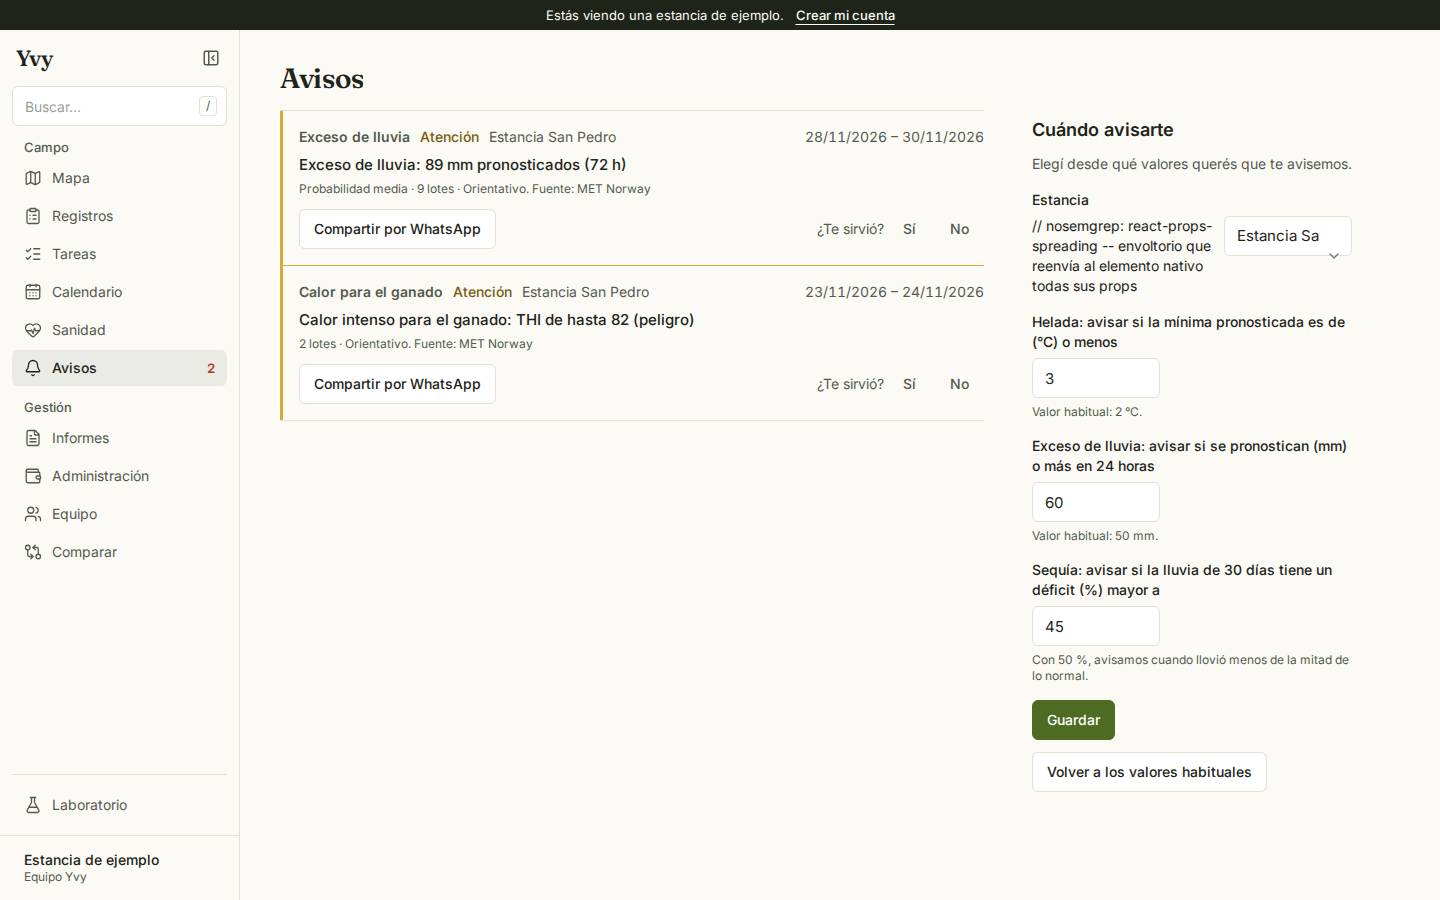 Estás viendo una estancia de ejemplo. Crear mi cuenta
Yvy
Buscar... /
Campo
Mapa
Registros
Tareas
Calendario
Sanidad
Avisos 2
Gestión
Informes
Administración
Equipo
Comparar
Laboratorio
Estancia de ejemplo
Equipo Yvy
Avisos
Exceso de lluvia Atención Estancia San Pedro 28/11/2026 – 30/11/2026
Exceso de lluvia: 89 mm pronosticados (72 h)
Probabilidad media · 9 lotes · Orientativo. Fuente: MET Norway
Compartir por WhatsApp ¿Te sirvió? Sí No
Calor para el ganado Atención Estancia San Pedro 23/11/2026 – 24/11/2026
Calor intenso para el ganado: THI de hasta 82 (peligro)
2 lotes · Orientativo. Fuente: MET Norway
Compartir por WhatsApp ¿Te sirvió? Sí No
Cuándo avisarte
Elegí desde qué valores querés que te avisemos.
Estancia
// nosemgrep: react-props-
spreading -- envoltorio que
reenvía al elemento nativo
todas sus props
Estancia Sa
Helada: avisar si la mínima pronosticada es de
(°C) o menos
3
Valor habitual: 2 °C.
Exceso de lluvia: avisar si se pronostican (mm)
o más en 24 horas
60
Valor habitual: 50 mm.
Sequía: avisar si la lluvia de 30 días tiene un
déficit (%) mayor a
45
Con 50 %, avisamos cuando llovió menos de la mitad de
lo normal.
Guardar
Volver a los valores habituales